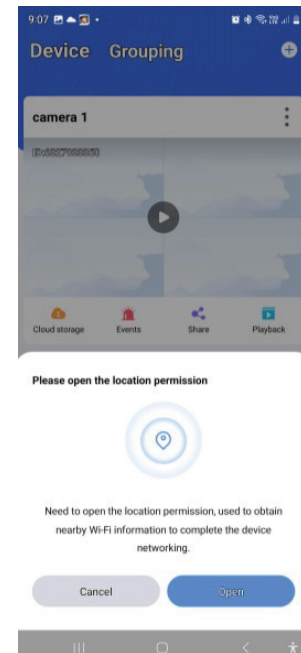 9:07
Device Grouping
camera 1
Cloud storage Events Share Playback
Please open the location permission
Need to open the location permission, used to obtain
nearby Wi-Fi information to complete the device
networking.
Cancel Open